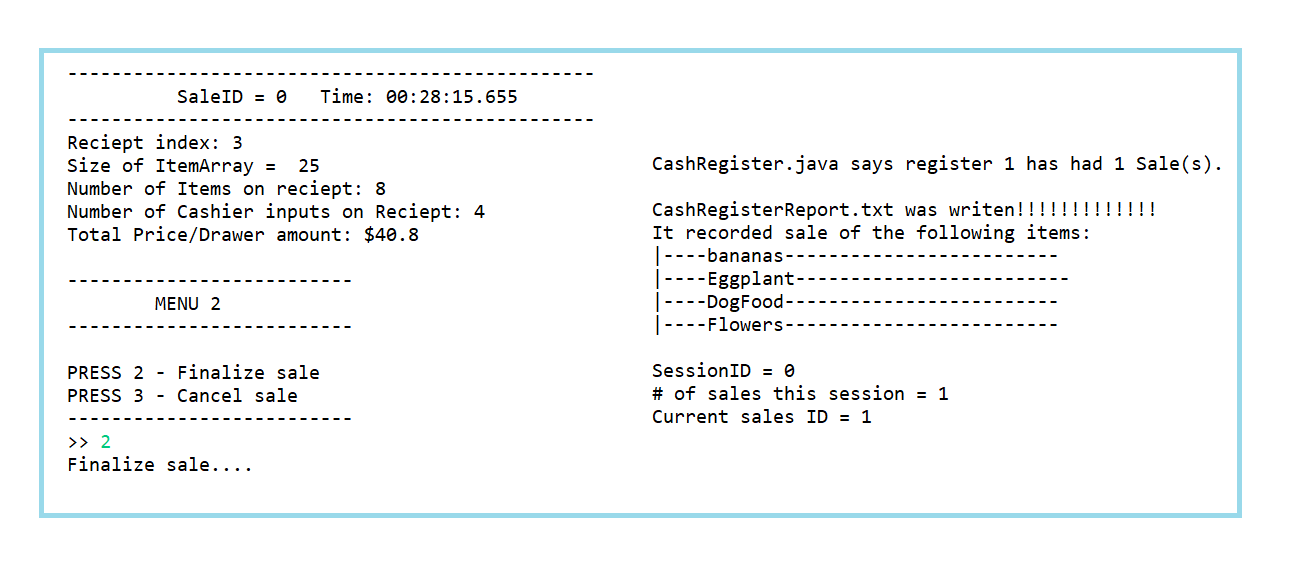 ------------------------------------------------
SaleID = 0   Time: 00:28:15.655
------------------------------------------------
Reciept index: 3
Size of ItemArray =  25
Number of Items on reciept: 8
Number of Cashier inputs on Reciept: 4
Total Price/Drawer amount: $40.8
--------------------------
MENU 2
--------------------------
PRESS 2 - Finalize sale
PRESS 3 - Cancel sale
--------------------------
>> 2
Finalize sale....
CashRegister.java says register 1 has had 1 Sale(s).
CashRegisterReport.txt was writen!!!!!!!!!!!!!
It recorded sale of the following items:
|----bananas-------------------------
|----Eggplant-------------------------
|----DogFood-------------------------
|----Flowers-------------------------
SessionID = 0
# of sales this session = 1
Current sales ID = 1